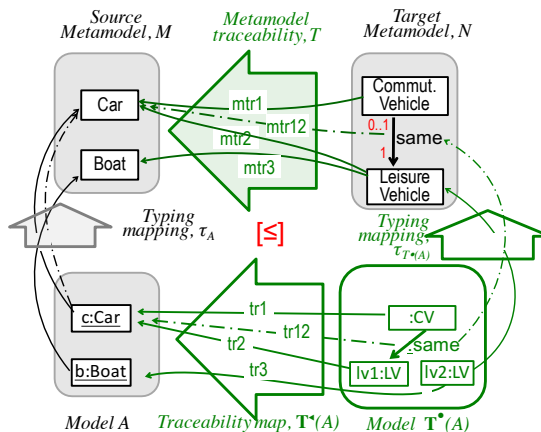 Source
Metamodel, M
Metamodel
traceability, T
Target
Metamodel, N
Car
Boat
mtr1
mtr12
mtr2
mtr3
Commut.
Vehicle
0..1
same
1
Leisure
Vehicle
Typing
mapping, τA
[≤]
Typing
mapping,
τT•(A)
c:Car
b:Boat
tr1
tr12
tr2
tr3
:CV
same
lv1:LV
lv2:LV
Model A
Traceability map, T◂(A)
Model T•(A)